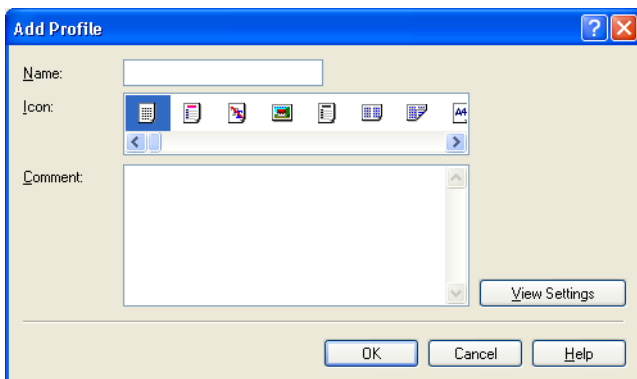 Add Profile
Name:
Icon:
A4
Comment:
View Settings
OK Cancel Help